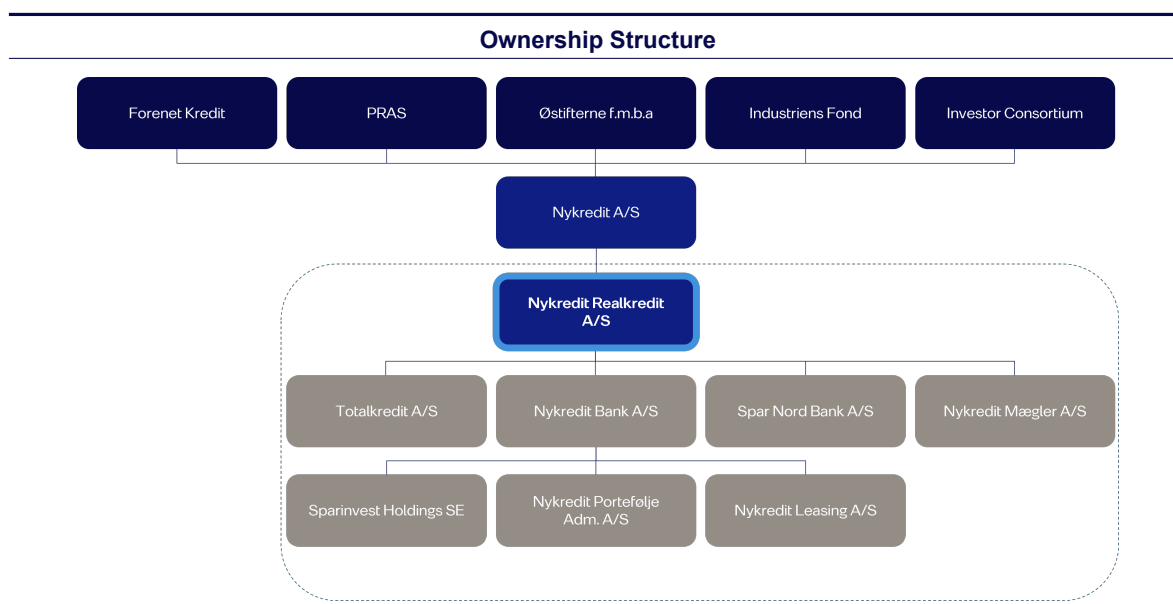 Ownership Structure
Forenet Kredit
PRAS
Østifterne f.m.b.a
Industriens Fond
Investor Consortium
Nykredit A/S
Nykredit Realkredit
A/S
Totalkredit A/S
Nykredit Bank A/S
Spar Nord Bank A/S
Nykredit Mægler A/S
Sparinvest Holdings SE
Nykredit Portefølje
Adm. A/S
Nykredit Leasing A/S